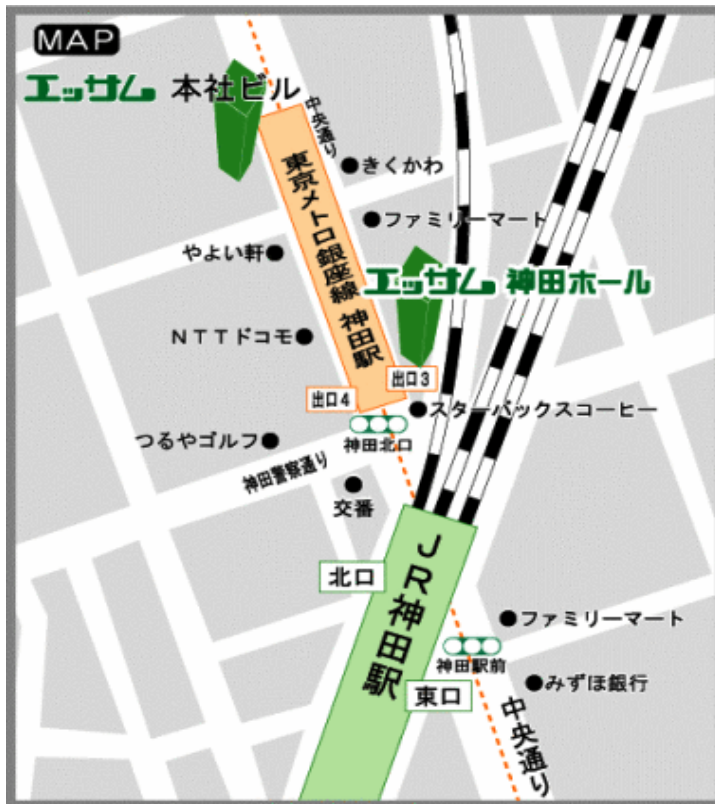 MAP
エッサム 本社ビル
中央通り
きくかわ
東京メトロ銀座線 神田駅
ファミリーマート
やよい軒
エッサム 神田ホール
NTTドコモ
出口3
出口4
スターバックスコーヒー
神田北口
つるやゴルフ
神田警察通り
交番
JR神田駅
北口
ファミリーマート
神田駅前
東口
みずほ銀行
中央通り